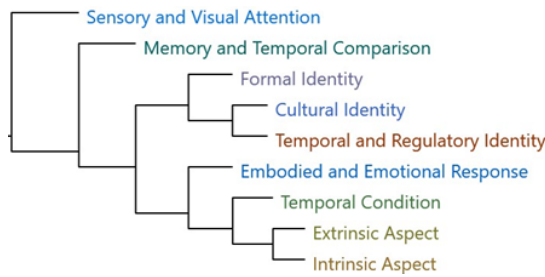 Sensory and Visual Attention
Memory and Temporal Comparison
Formal Identity
Cultural Identity
Temporal and Regulatory Identity
Embodied and Emotional Response
Temporal Condition
Extrinsic Aspect
Intrinsic Aspect